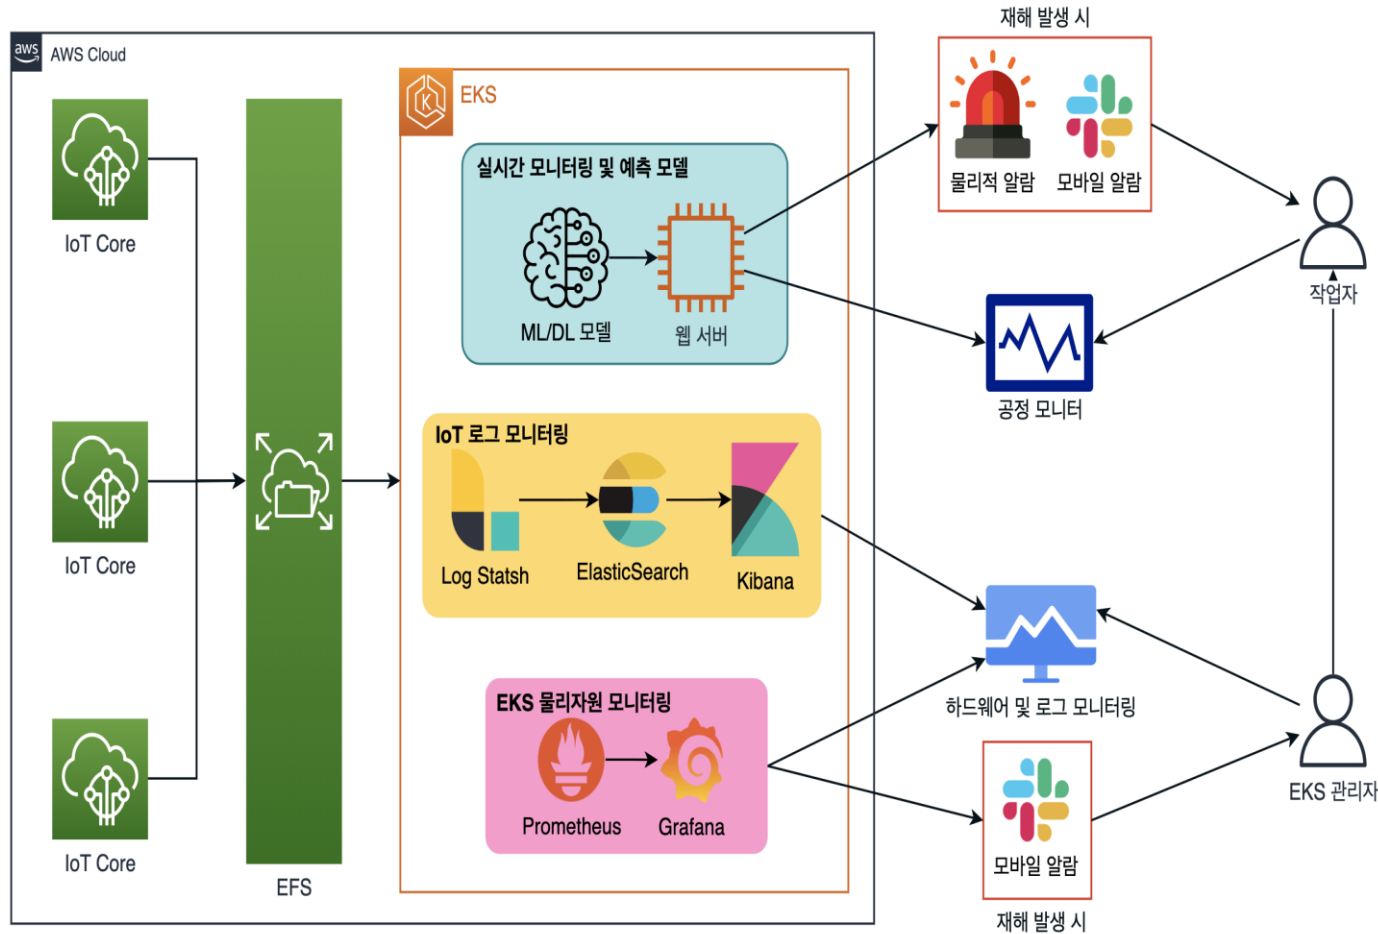 재해 발생 시
aws
AWS Cloud
EKS
실시간 모니터링 및 예측 모델
물리적 알람
모바일 알람
IoT Core
ML/DL 모델
웹 서버
작업자
공정 모니터
IoT 로그 모니터링
IoT Core
Log Statsh
ElasticSearch
Kibana
EKS 물리자원 모니터링
하드웨어 및 로그 모니터링
EKS 관리자
Prometheus
Grafana
IoT Core
모바일 알람
EFS
재해 발생 시
K